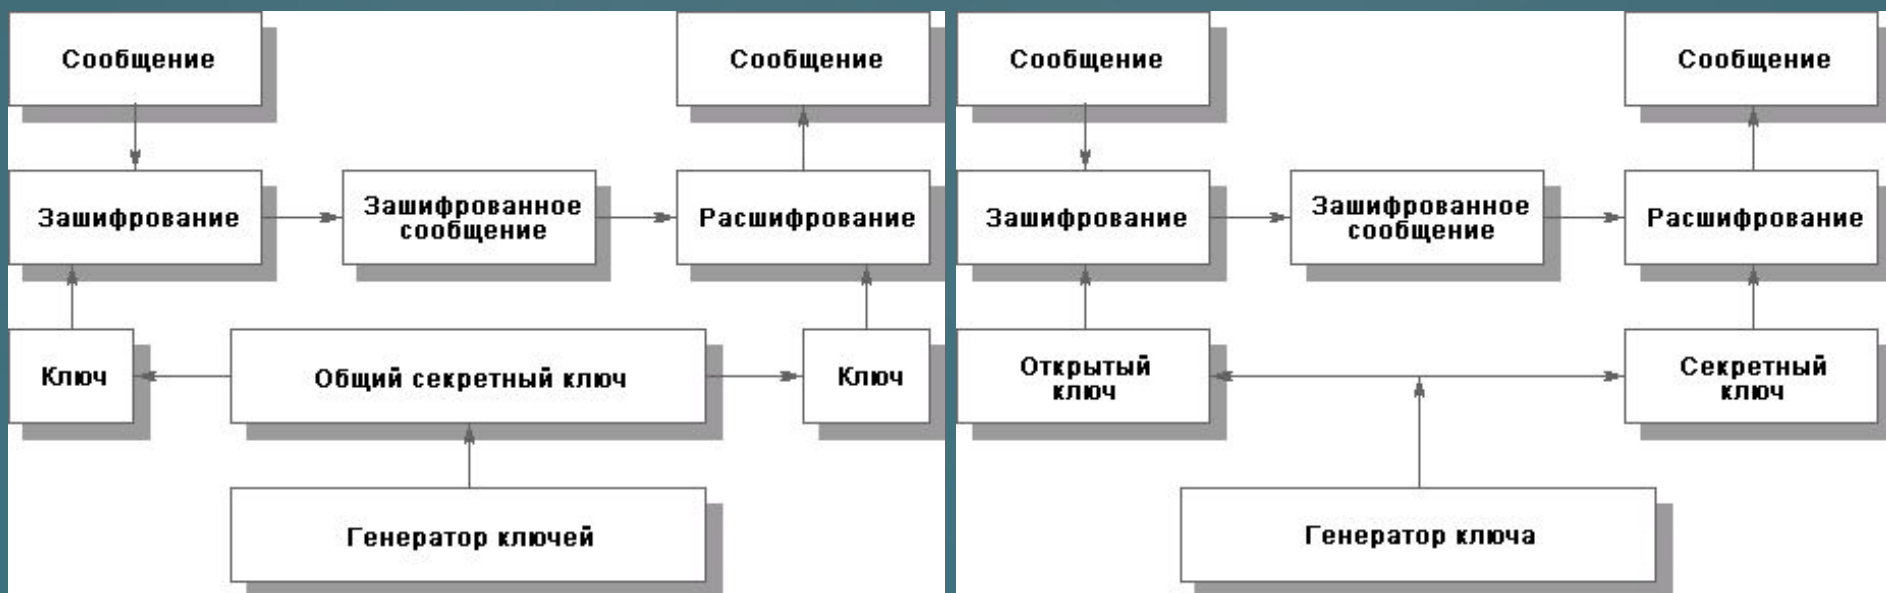 Сообщение
Сообщение
Зашифрование
Зашифрованное
сообщение
Расшифрование
Ключ
Общий секретный ключ
Ключ
Генератор ключей
Сообщение
Сообщение
Зашифрование
Зашифрованное
сообщение
Расшифрование
Открытый
ключ
Секретный
ключ
Генератор ключа